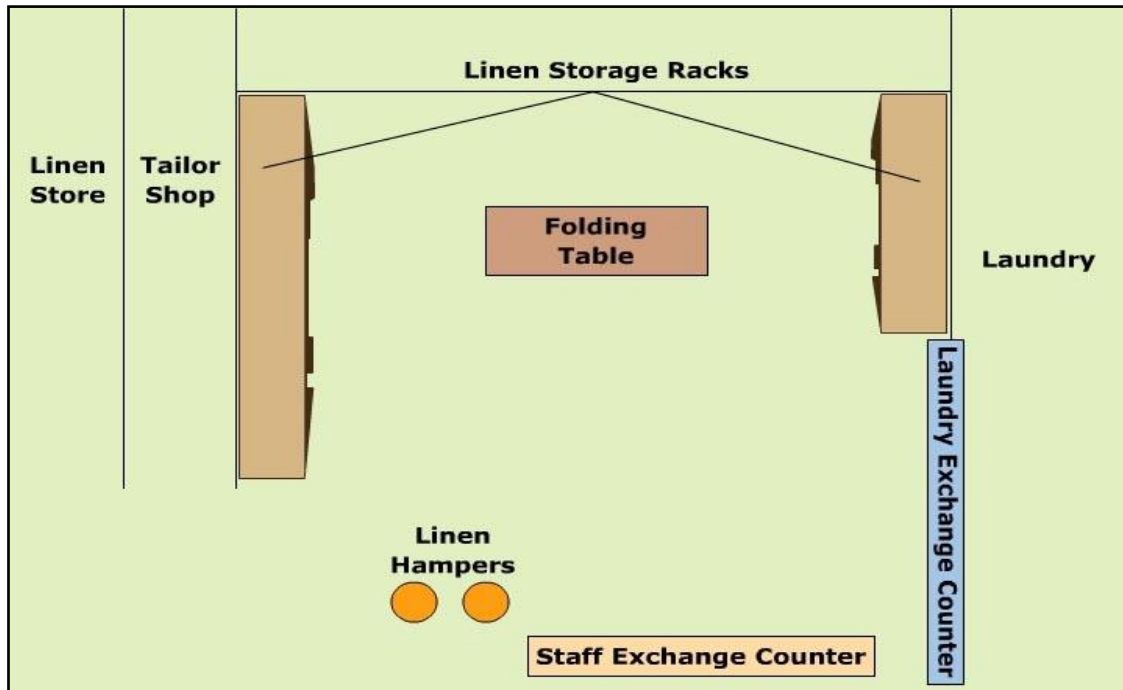 Linen Storage Racks
Linen
Store
Tailor
Shop
Folding
Table
Laundry
Laundry Exchange Counter
Linen
Hampers
Staff Exchange Counter